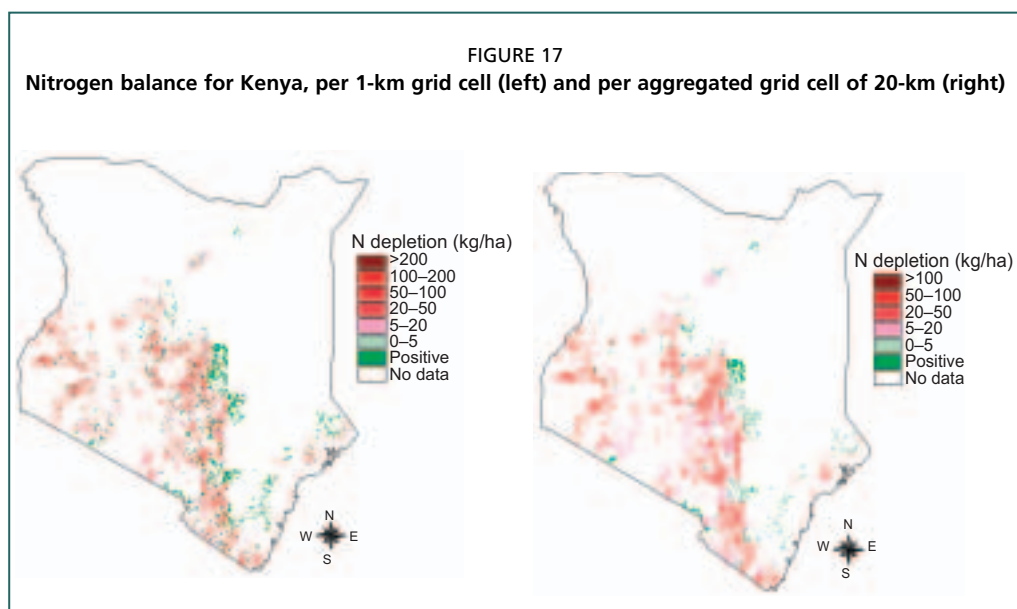 FIGURE 17
Nitrogen balance for Kenya, per 1-km grid cell (left) and per aggregated grid cell of 20-km (right)
N depletion (kg/ha)
>200
100–200
50–100
20–50
5–20
0–5
Positive
No data
N
W E
S
N depletion (kg/ha)
>100
50–100
20–50
5–20
0–5
Positive
No data
N
W E
S